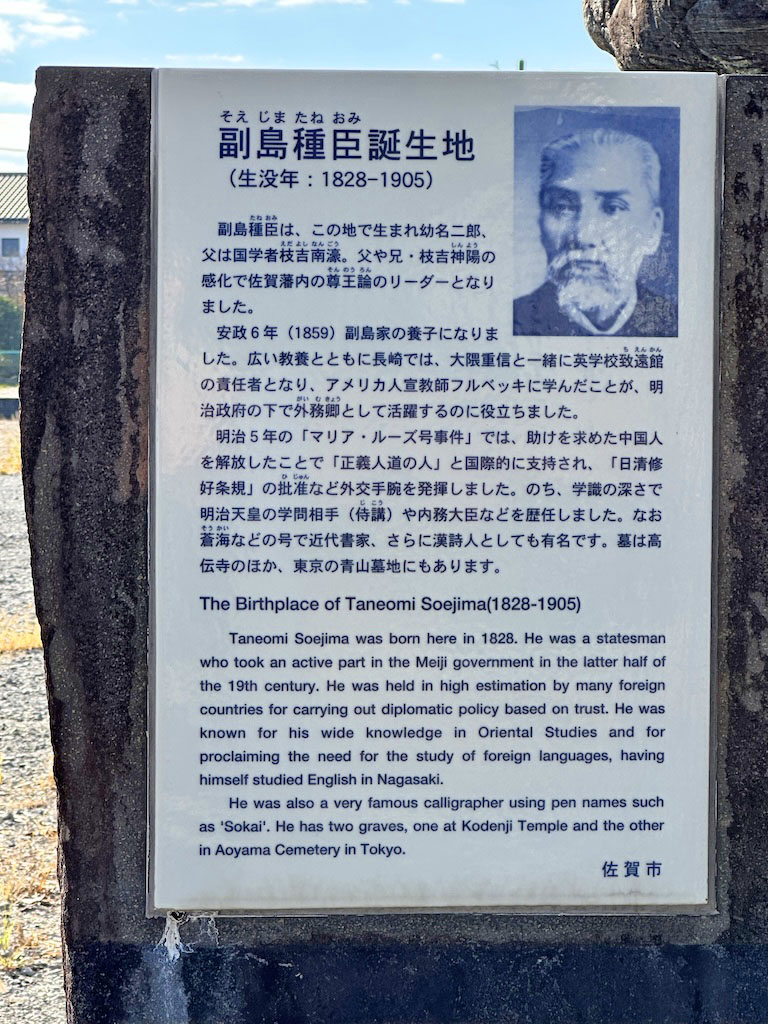 そえ じま たね おみ
副島種臣誕生地
（生没年：1828−1905）
たね おみ
副島種臣は、この地で生まれ幼名二郎、
えだ よし なん ごう しん よう
父は国学者枝吉南濠。父や兄・枝吉神陽の
そん のう ろん
感化で佐賀藩内の尊王論のリーダーとなり
ました。
安政６年（1859）副島家の養子になりま
ち えん かん
した。広い教養とともに長崎では、大隈重信と一緒に英学校致遠館
の責任者となり、アメリカ人宣教師フルベッキに学んだことが、明
がい む きょう
治政府の下で外務卿として活躍するのに役立ちました。
明治５年の「マリア・ルーズ号事件」では、助けを求めた中国人
を解放したことで「正義人道の人」と国際的に支持され、「日清修
ひ じゅん
好条規」の批准など外交手腕を発揮しました。のち、学識の深さで
じ こう
明治天皇の学問相手（侍講）や内務大臣などを歴任しました。なお
そう かい
蒼海などの号で近代書家、さらに漢詩人としても有名です。墓は高
伝寺のほか、東京の青山墓地にもあります。
The Birthplace of Taneomi Soejima(1828-1905)
Taneomi Soejima was born here in 1828. He was a statesman
who took an active part in the Meiji government in the latter half of
the 19th century. He was held in high estimation by many foreign
countries for carrying out diplomatic policy based on trust. He was
known for his wide knowledge in Oriental Studies and for
proclaiming the need for the study of foreign languages, having
himself studied English in Nagasaki.
He was also a very famous calligrapher using pen names such
as 'Sokai'. He has two graves, one at Kodenji Temple and the other
in Aoyama Cemetery in Tokyo.
佐賀市